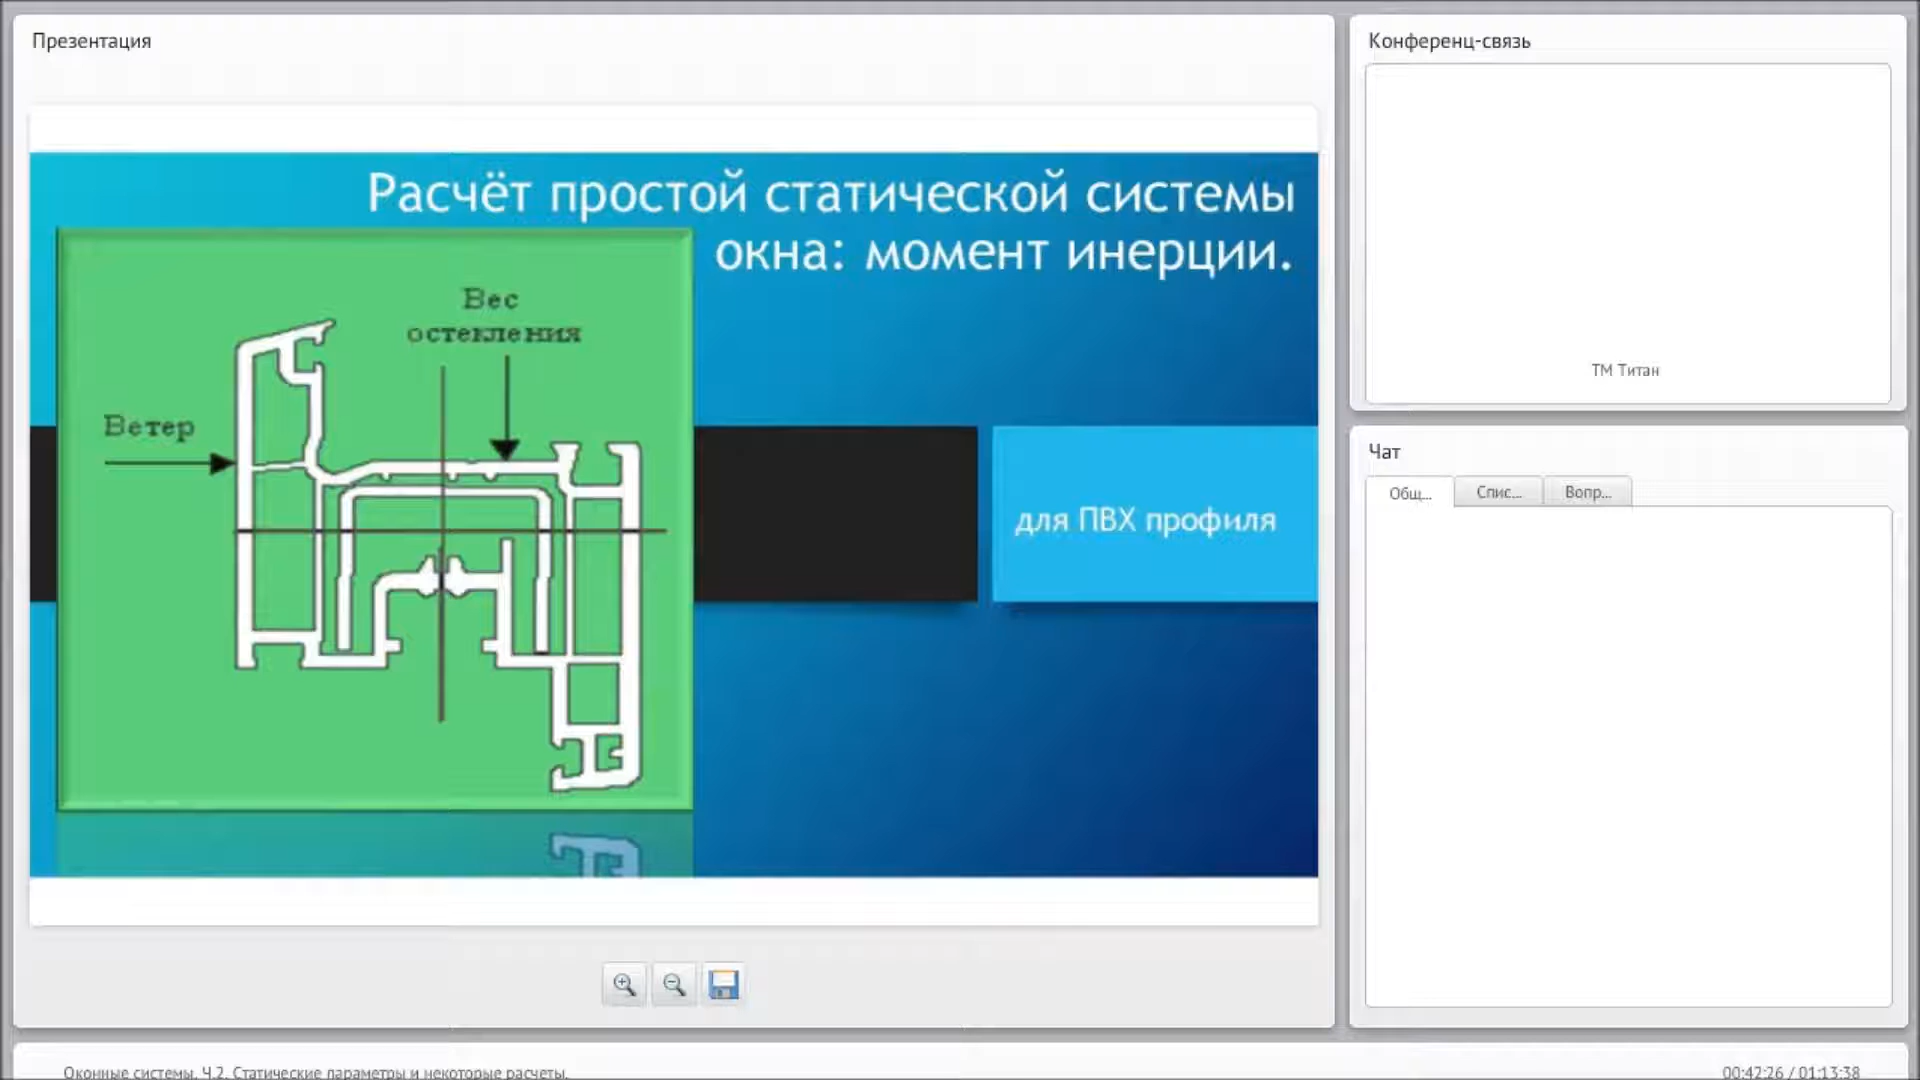 Презентация
Расчёт простой статической системы
окна: момент инерции.
Вес
остекления
Ветер
для ПВХ профиля
Конференц-связь
ТМ Титан
Чат
Общ...
Спис...
Вопр...
Оконные системы. Ч.2. Статические параметры и некоторые расчеты.
00:42:26 / 01:13:38